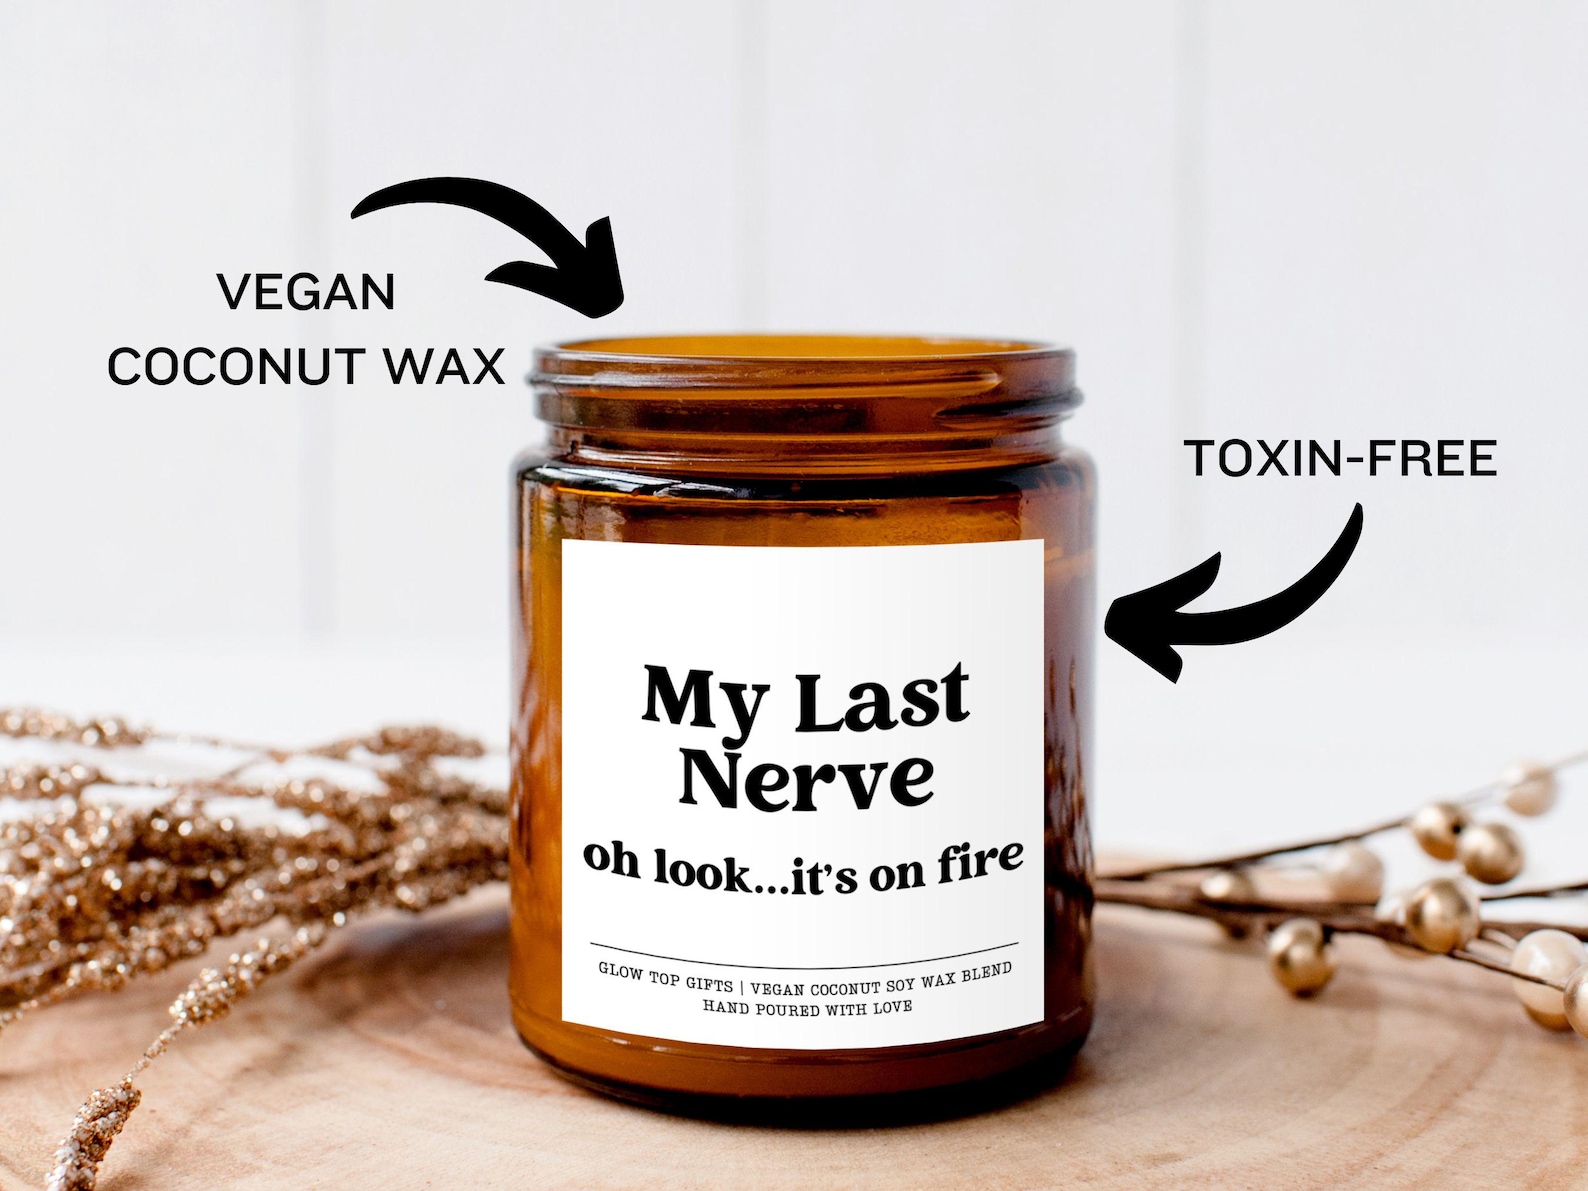 VEGAN
COCONUT WAX
TOXIN-FREE
My Last
Nerve
oh look...it's on fire
GLOW TOP GIFTS | VEGAN COCONUT SOY WAX BLEND
HAND POURED WITH LOVE